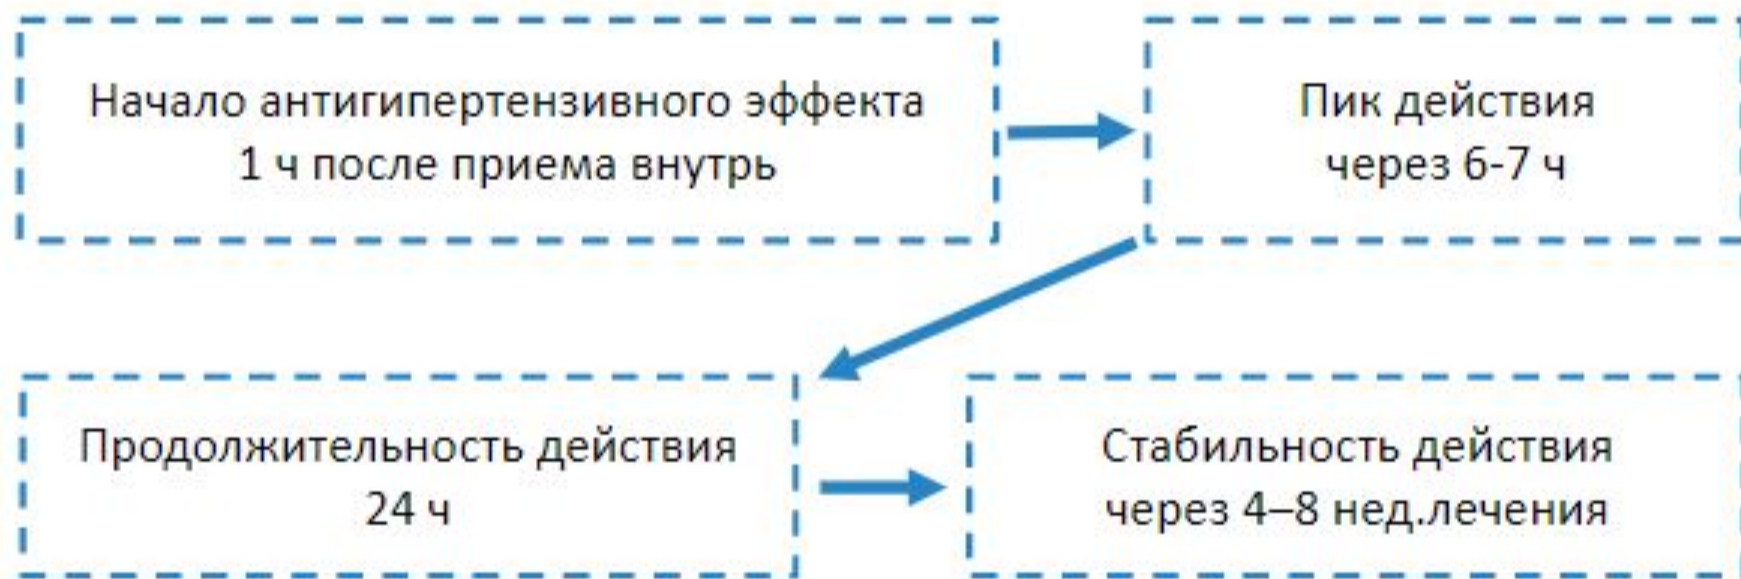 Начало антигипертензивного эффекта
1 ч после приема внутрь
Пик действия
через 6-7 ч
Продолжительность действия
24 ч
Стабильность действия
через 4–8 нед.лечения